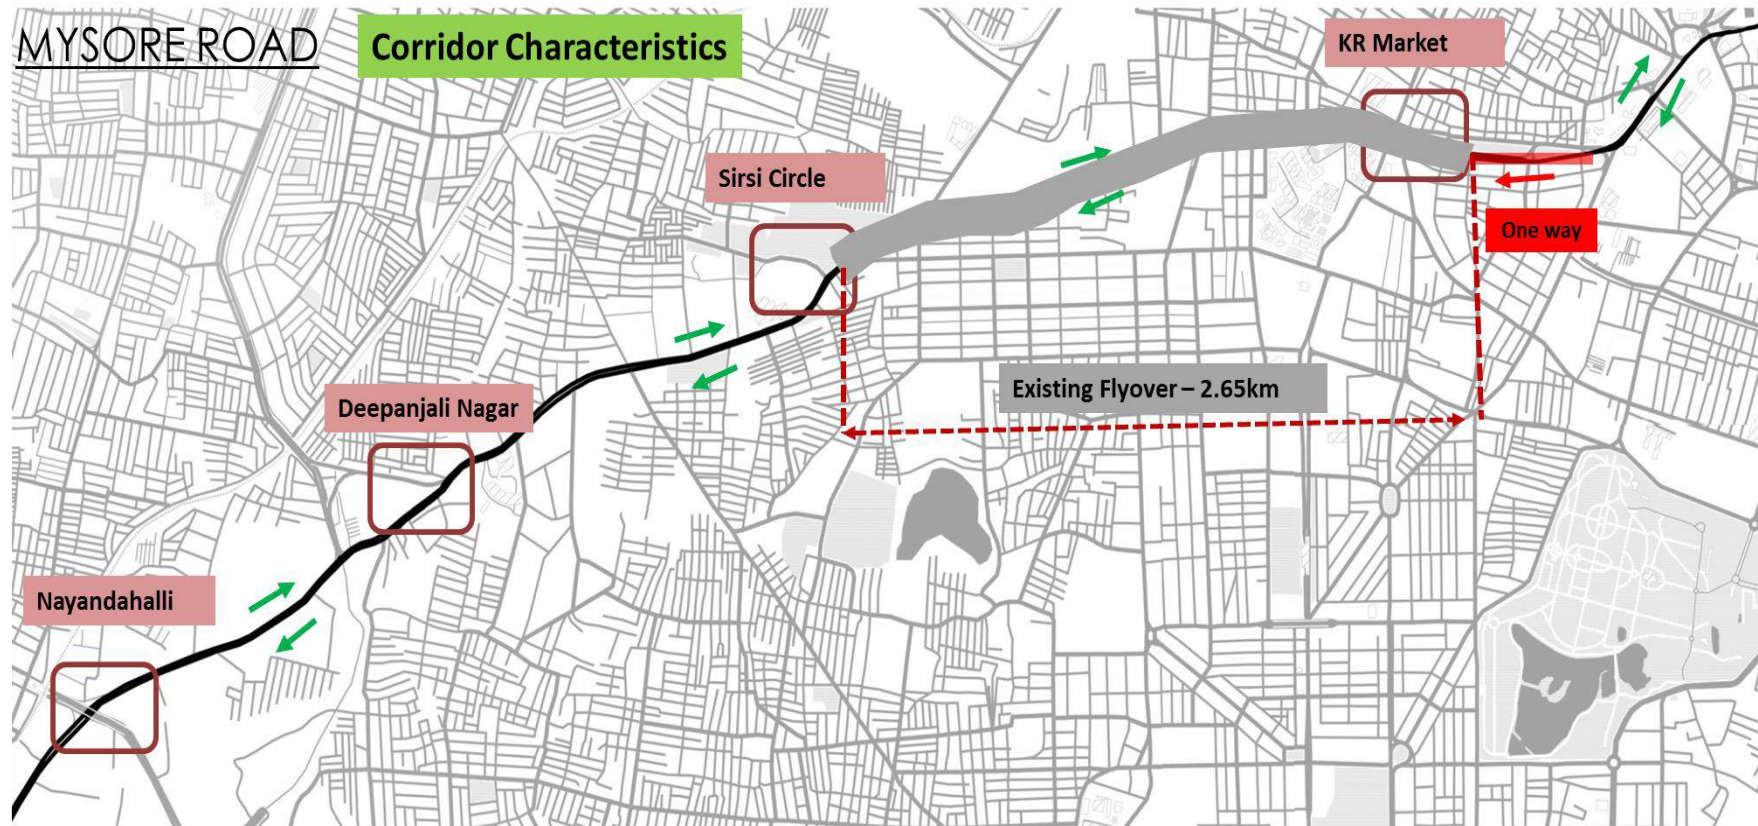 MYSORE ROAD
Corridor Characteristics
KR Market
Sirsi Circle
One way
Existing Flyover – 2.65km
Deepanjali Nagar
Nayandahalli